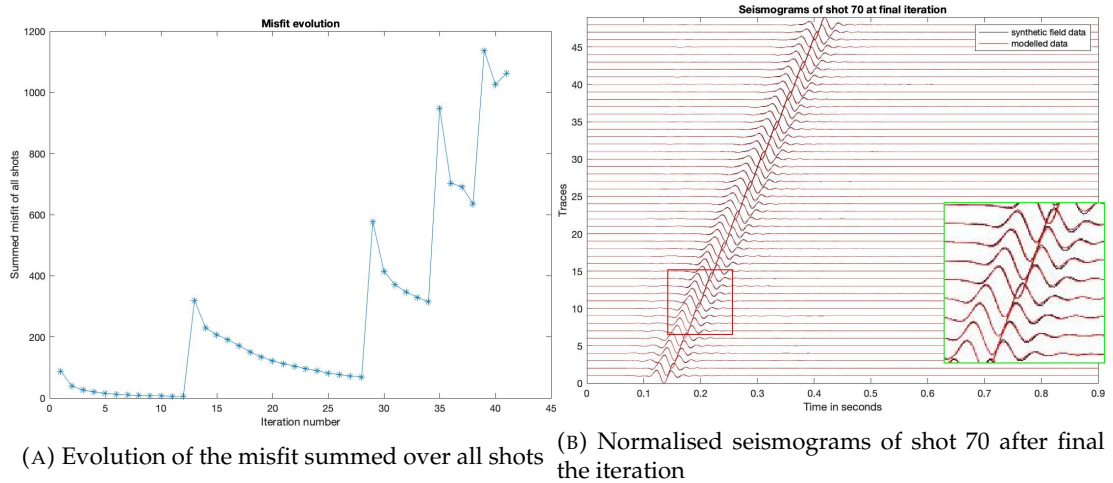 Misfit evolution
1200
1000
800
600
400
200
0
Summed misfit of all shots
0 5 10 15 20 25 30 35 40 45
Iteration number
(A) Evolution of the misfit summed over all shots
Seismograms of shot 70 at final iteration
synthetic field data
modelled data
45
40
35
30
25
20
15
10
5
0
Traces
0 0.1 0.2 0.3 0.4 0.5 0.6 0.7 0.8 0.9
Time in seconds
(B) Normalised seismograms of shot 70 after final
the iteration